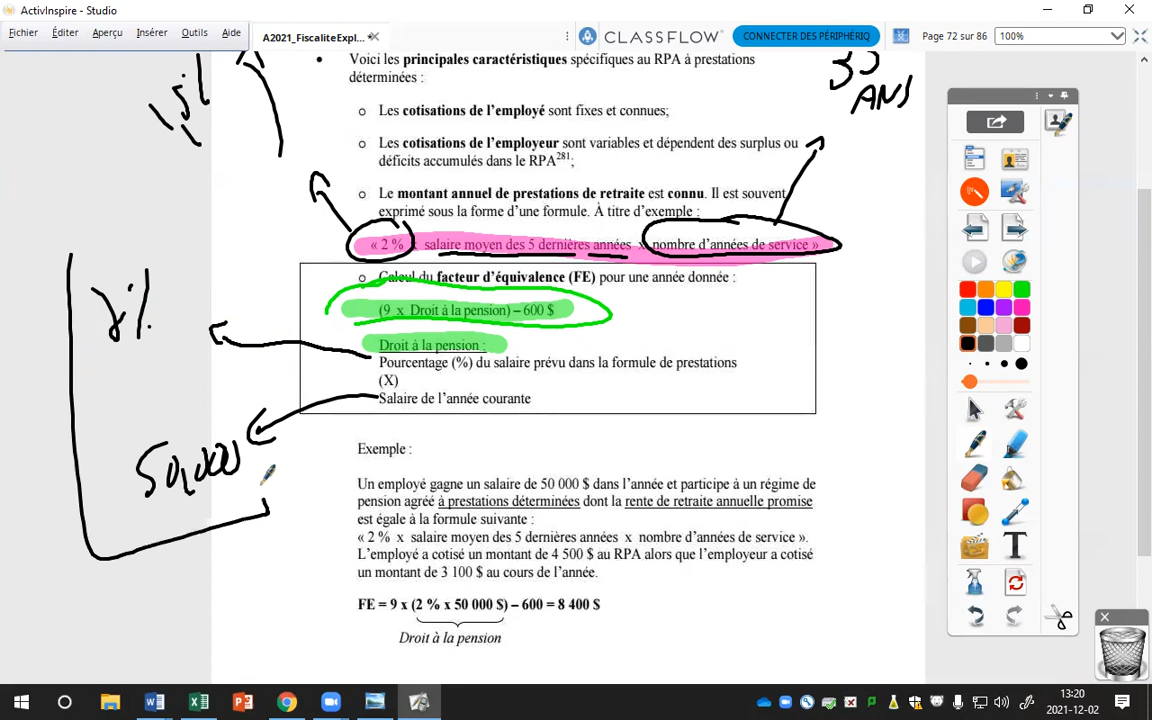 ActivInspire - Studio
Fichier Éditer Aperçu Insérer Outils Aide
A2021_FiscaliteExpl...
CLASSFLOW
CONNECTER DES PÉRIPHÉRIQ
Page 72 sur 86
100%
Voici les principales caractéristiques spécifiques au RPA à prestations
déterminées :
35
ANS
o Les cotisations de l'employé sont fixes et connues;
o Les cotisations de l'employeur sont variables et dépendent des surplus ou
déficits accumulés dans le RPA281;
o Le montant annuel de prestations de retraite est connu. Il est souvent
exprimé sous la forme d'une formule. À titre d'exemple :
« 2 % x salaire moyen des 5 dernières années x nombre d'années de service »
o Calcul du facteur d'équivalence (FE) pour une année donnée :
(9 x Droit à la pension) – 600 $
2%
Droit à la pension :
Pourcentage (%) du salaire prévu dans la formule de prestations
(X)
Salaire de l'année courante
50,000
Exemple :
Un employé gagne un salaire de 50 000 $ dans l'année et participe à un régime de
pension agréé à prestations déterminées dont la rente de retraite annuelle promise
est égale à la formule suivante :
« 2 % x salaire moyen des 5 dernières années x nombre d'années de service ».
L'employé a cotisé un montant de 4 500 $ au RPA alors que l'employeur a cotisé
un montant de 3 100 $ au cours de l'année.
FE = 9 x (2 % x 50 000 $) – 600 = 8 400 $
Droit à la pension
13:20
2021-12-02